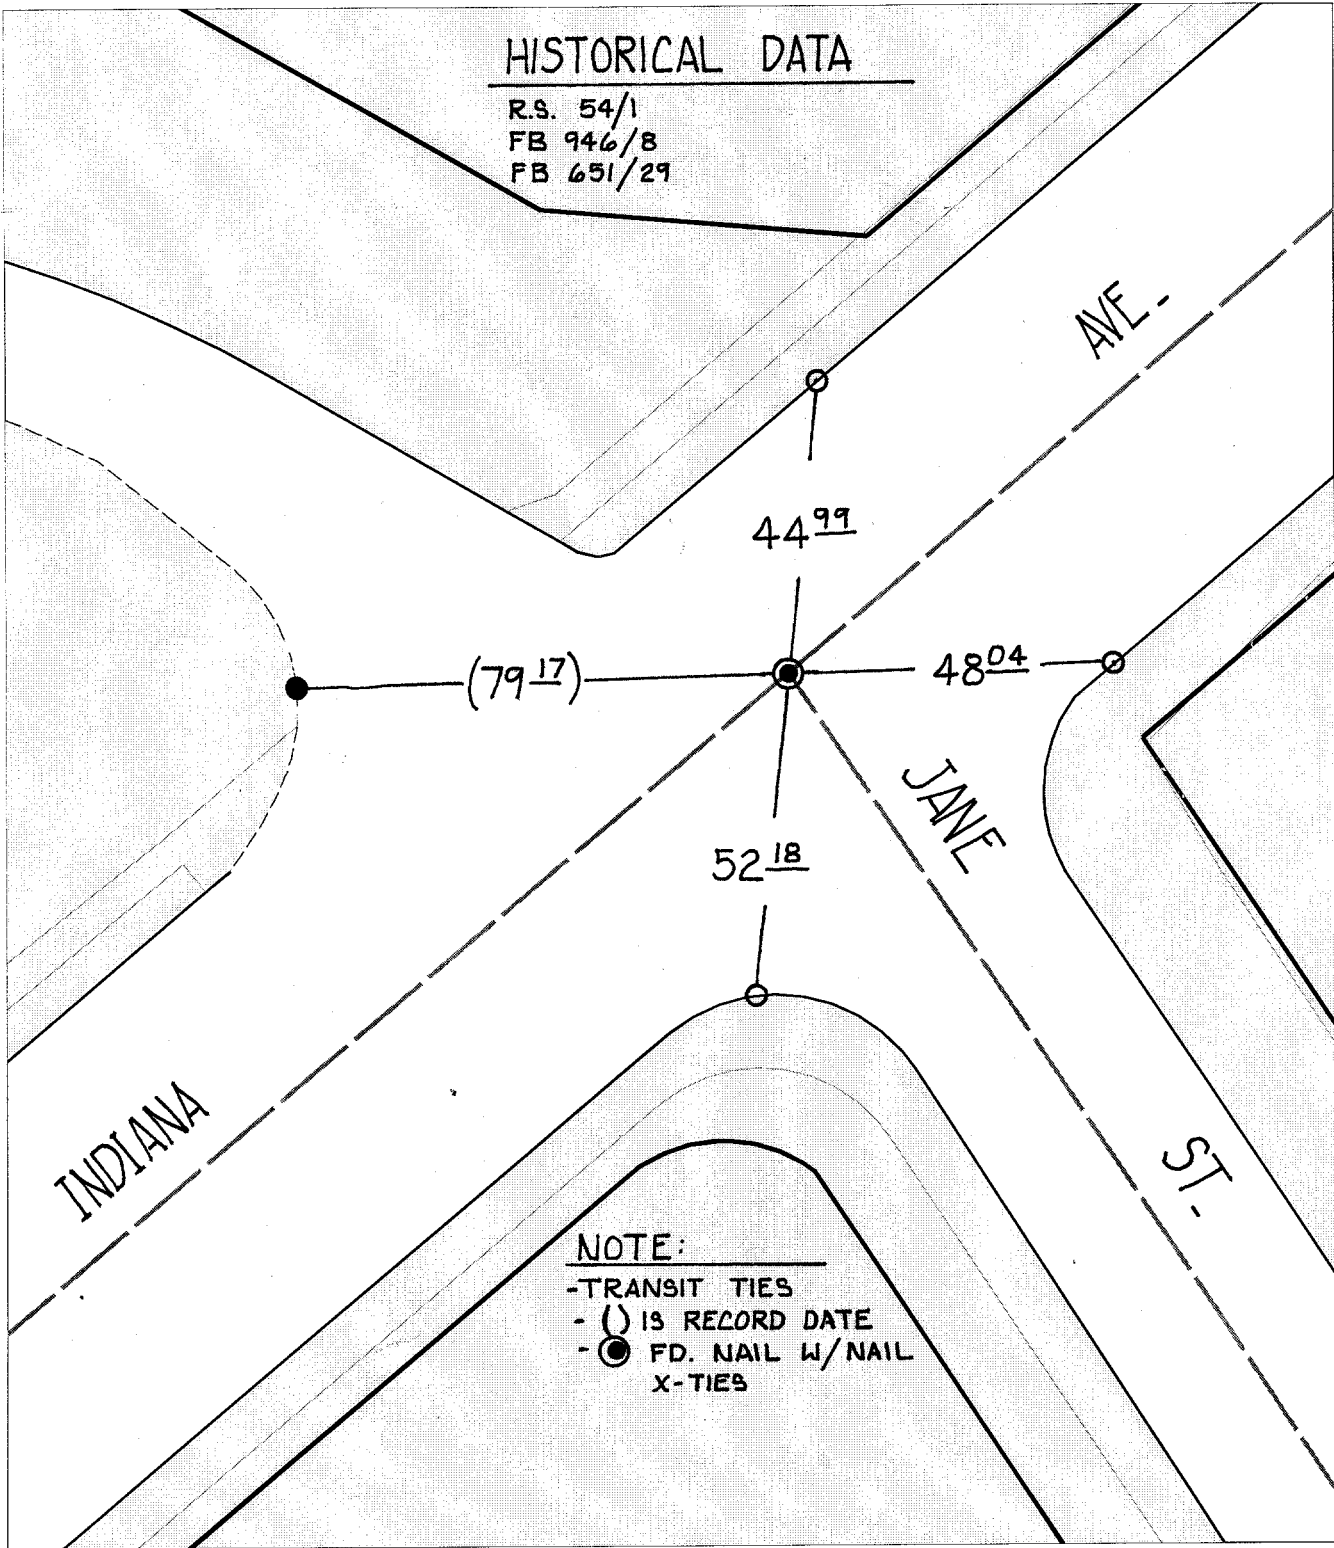 HISTORICAL DATA
R.S. 54/1
FB 946/8
FB 651/29
AVE.
44 99
(79 17)
48 04
JANE
52 18
INDIANA
ST.
NOTE:
-TRANSIT TIES
- () IS RECORD DATE
- FD. NAIL W/NAIL
X-TIES